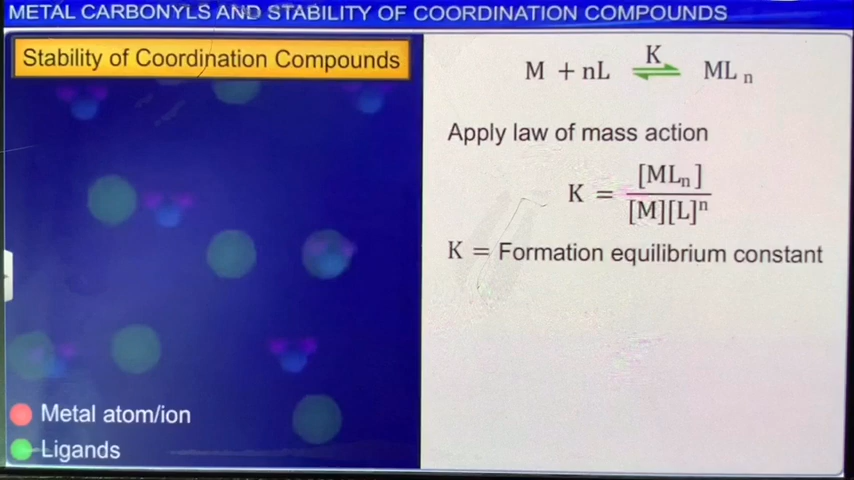 METAL CARBONYLS AND STABILITY OF COORDINATION COMPOUNDS
Stability of Coordination Compounds
Metal atom/ion
Ligands
K
M + nL ⇌ MLₙ
Apply law of mass action
K = [MLₙ] / [M][L]ⁿ
K = Formation equilibrium constant